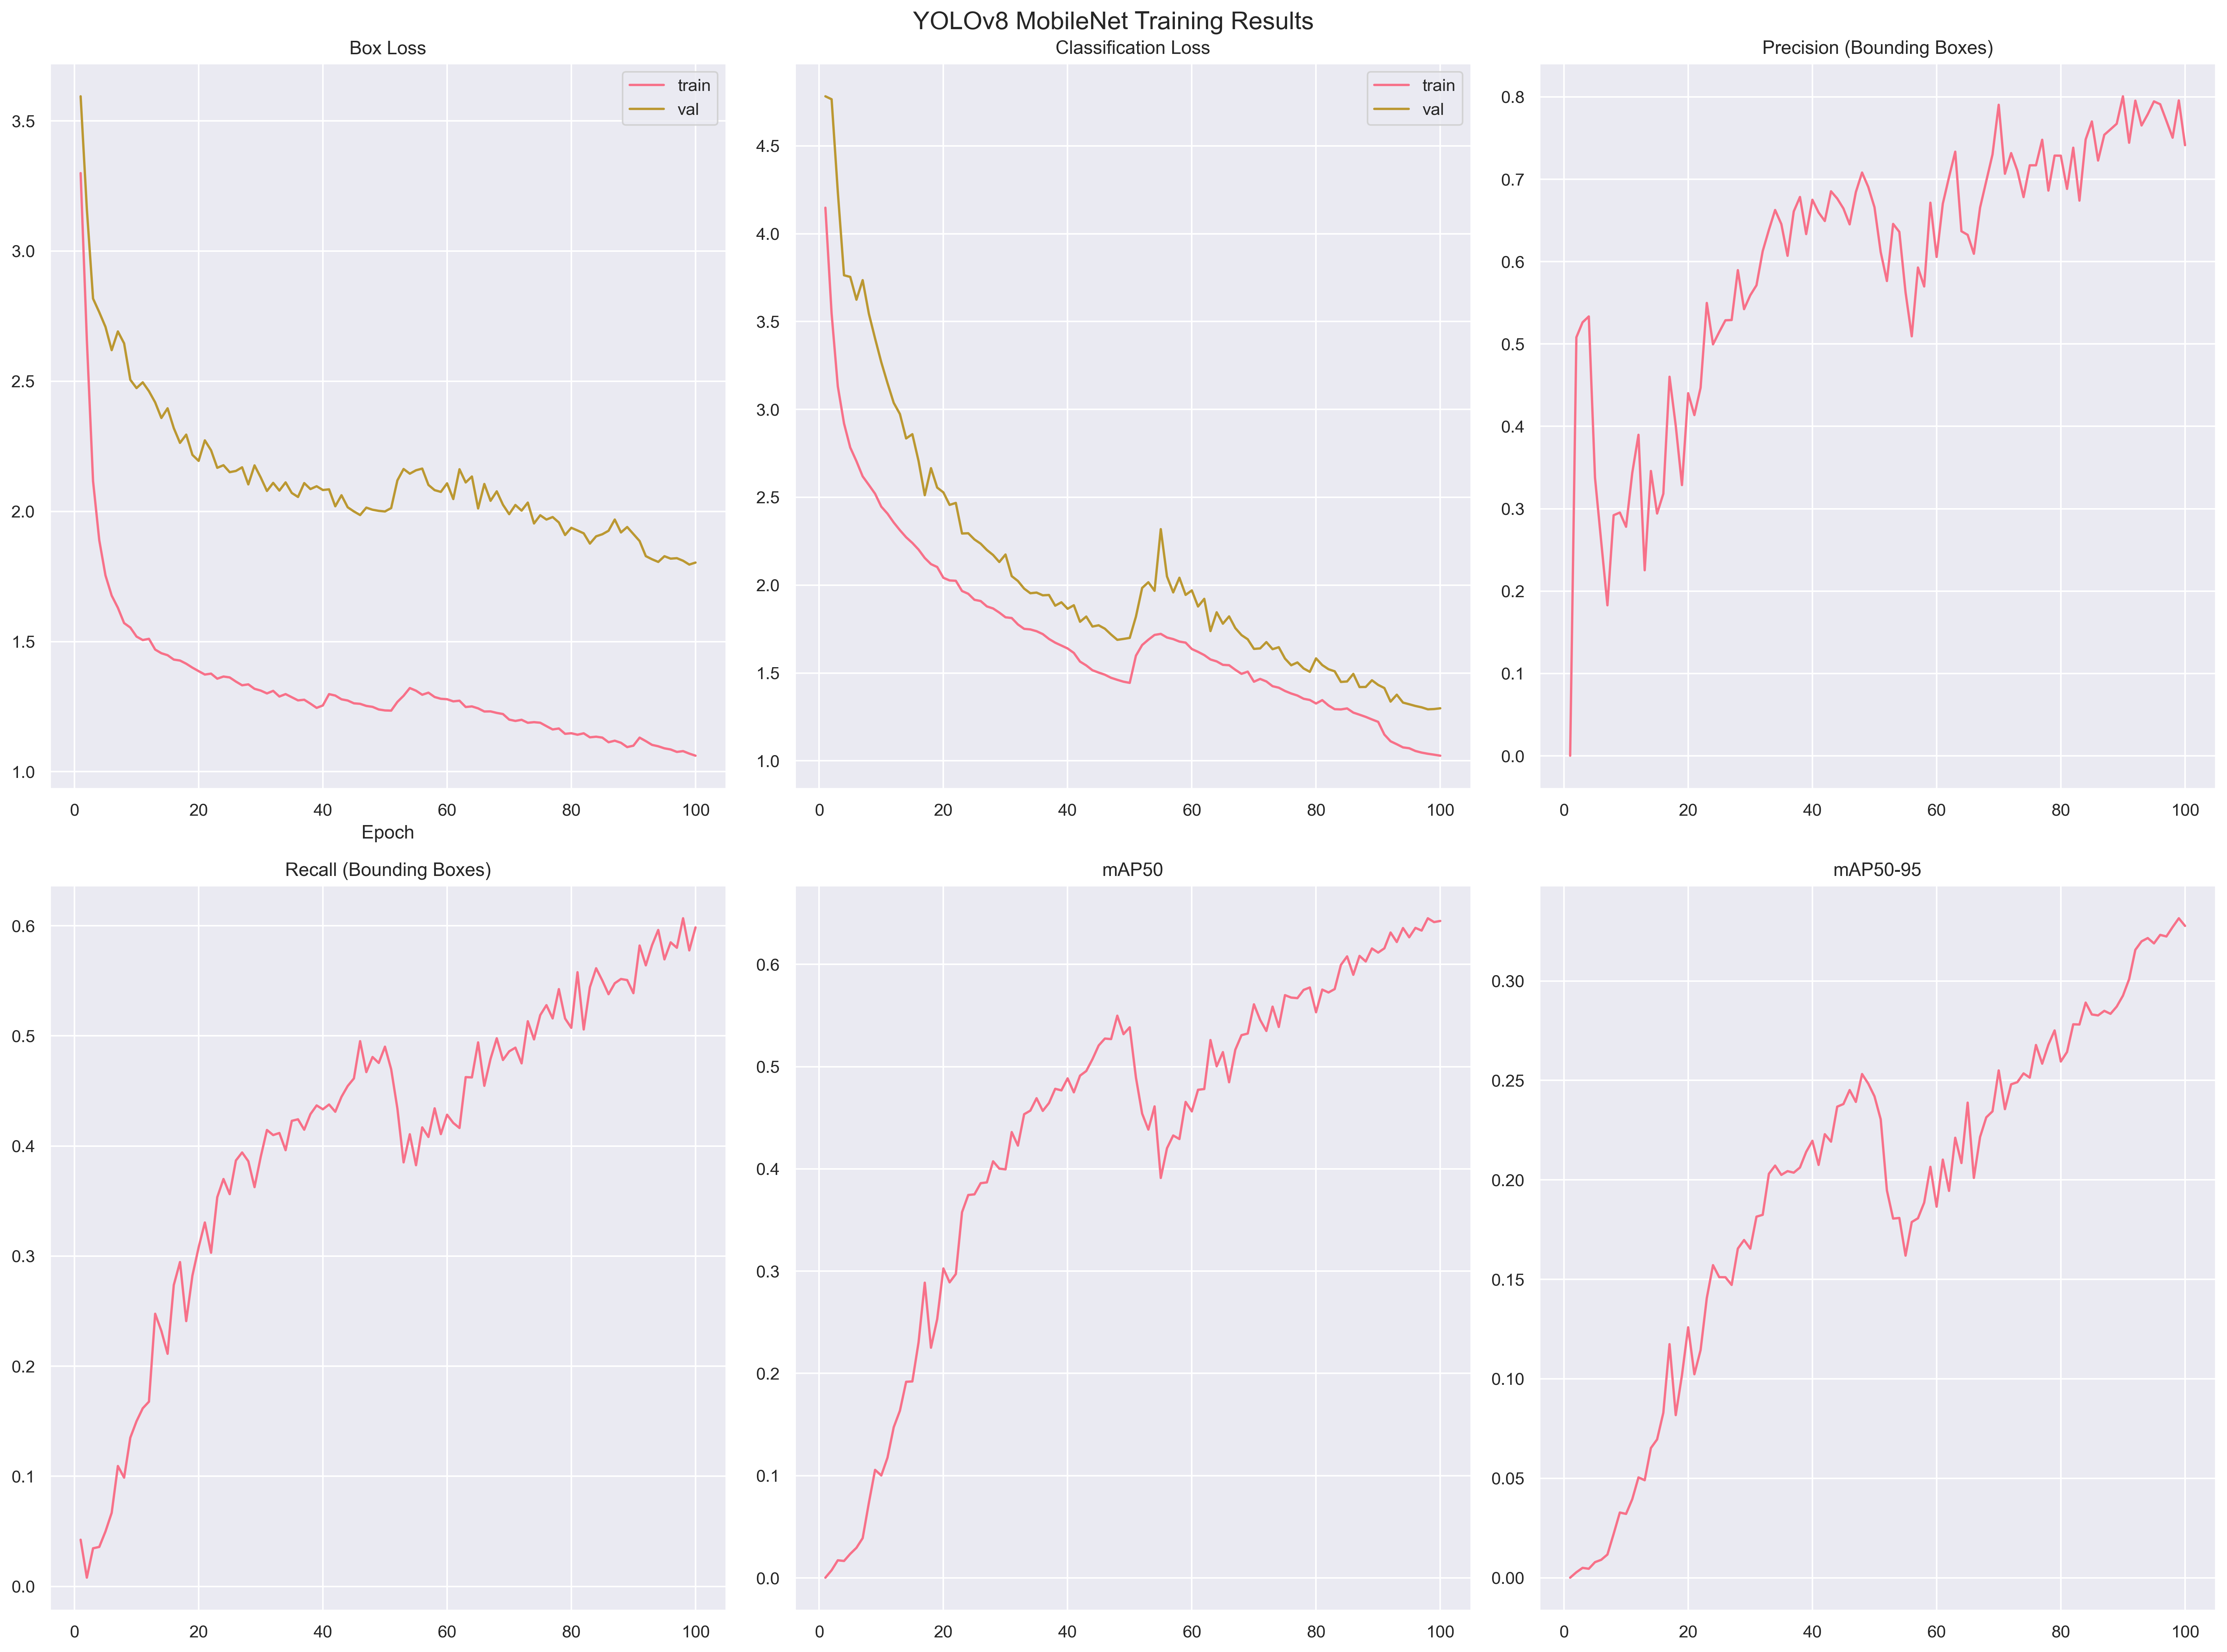 YOLOv8 MobileNet Training Results
Box Loss
train
val
3.5
3.0
2.5
2.0
1.5
1.0
0 20 40 60 80 100
Epoch
Classification Loss
train
val
4.5
4.0
3.5
3.0
2.5
2.0
1.5
1.0
0 20 40 60 80 100
Precision (Bounding Boxes)
0.8
0.7
0.6
0.5
0.4
0.3
0.2
0.1
0.0
0 20 40 60 80 100
Recall (Bounding Boxes)
0.6
0.5
0.4
0.3
0.2
0.1
0.0
0 20 40 60 80 100
mAP50
0.6
0.5
0.4
0.3
0.2
0.1
0.0
0 20 40 60 80 100
mAP50-95
0.30
0.25
0.20
0.15
0.10
0.05
0.00
0 20 40 60 80 100